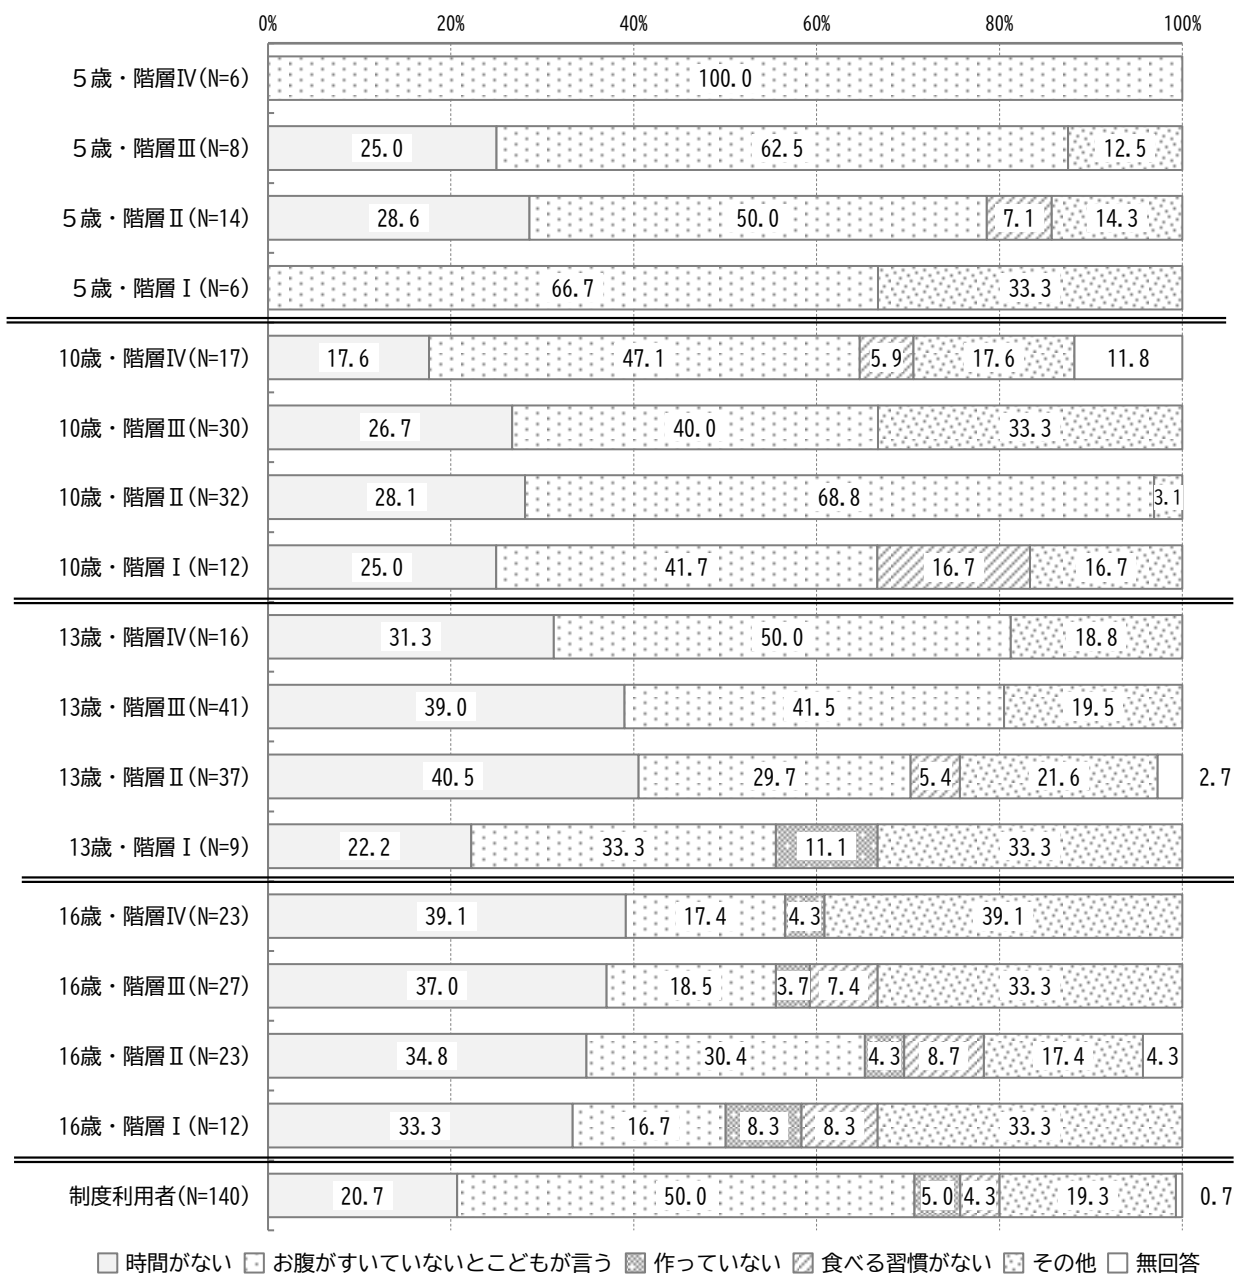 0% 20% 40% 60% 80% 100%
５歳・階層Ⅳ(N=6) 100.0
５歳・階層Ⅲ(N=8) 25.0 62.5 12.5
５歳・階層Ⅱ(N=14) 28.6 50.0 7.1 14.3
５歳・階層Ⅰ(N=6) 66.7 33.3
10歳・階層Ⅳ(N=17) 17.6 47.1 5.9 17.6 11.8
10歳・階層Ⅲ(N=30) 26.7 40.0 33.3
10歳・階層Ⅱ(N=32) 28.1 68.8 3.1
10歳・階層Ⅰ(N=12) 25.0 41.7 16.7 16.7
13歳・階層Ⅳ(N=16) 31.3 50.0 18.8
13歳・階層Ⅲ(N=41) 39.0 41.5 19.5
13歳・階層Ⅱ(N=37) 40.5 29.7 5.4 21.6 2.7
13歳・階層Ⅰ(N=9) 22.2 33.3 11.1 33.3
16歳・階層Ⅳ(N=23) 39.1 17.4 4.3 39.1
16歳・階層Ⅲ(N=27) 37.0 18.5 3.7 7.4 33.3
16歳・階層Ⅱ(N=23) 34.8 30.4 4.3 8.7 17.4 4.3
16歳・階層Ⅰ(N=12) 33.3 16.7 8.3 8.3 33.3
制度利用者(N=140) 20.7 50.0 5.0 4.3 19.3 0.7
時間がない お腹がすいていないとこどもが言う 作っていない 食べる習慣がない その他 無回答